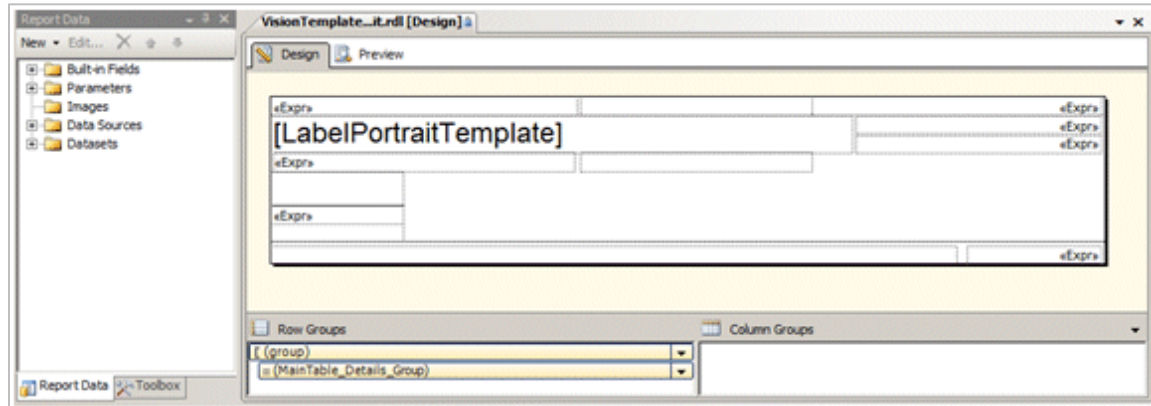 Report Data
New Edit...
Built-in Fields
Parameters
Images
Data Sources
Datasets
Report Data Toolbox
VisionTemplate...it.rdl [Design]
Design Preview
«Expr» «Expr»
[LabelPortraitTemplate] «Expr»
«Expr»
«Expr»
«Expr»
«Expr»
Row Groups Column Groups
[ (group)
≡ (MainTable_Details_Group)